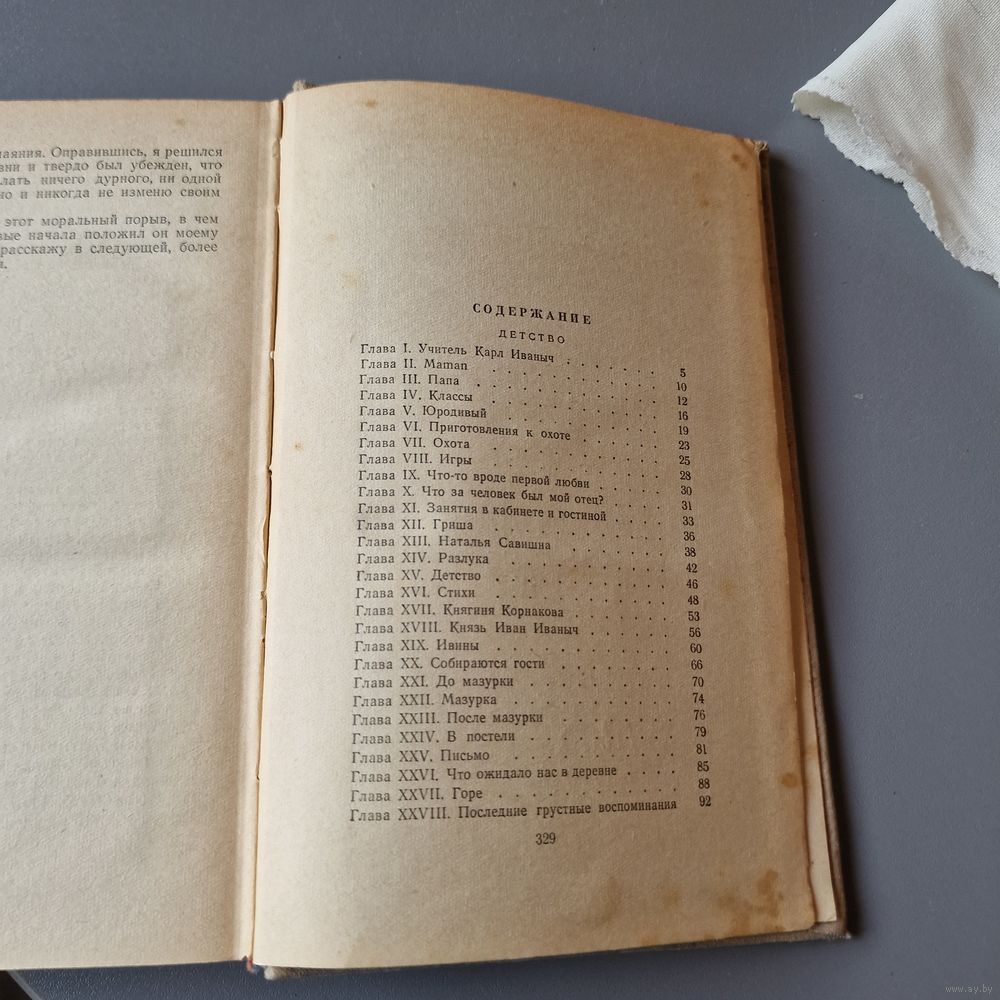 Оправившись, я решился
и твердо был убежден, что
ничего дурного, ни одной
и никогда не изменю своим
этот моральный порыв, в чем
начала положил он моему
расскажу в следующей, более
СОДЕРЖАНИЕ
ДЕТСТВО
Глава I. Учитель Карл Иваныч . . . . . . 5
Глава II. Maman . . . . . . . . . . . 10
Глава III. Папа . . . . . . . . . . . 12
Глава IV. Классы . . . . . . . . . . . 16
Глава V. Юродивый . . . . . . . . . . 19
Глава VI. Приготовления к охоте . . . . . 23
Глава VII. Охота . . . . . . . . . . . 25
Глава VIII. Игры . . . . . . . . . . . 28
Глава IX. Что-то вроде первой любви . . . . 30
Глава X. Что за человек был мой отец? . . . . 31
Глава XI. Занятия в кабинете и гостиной . . . . 33
Глава XII. Гриша . . . . . . . . . . . 36
Глава XIII. Наталья Савишна . . . . . . . 38
Глава XIV. Разлука . . . . . . . . . . 42
Глава XV. Детство . . . . . . . . . . . 46
Глава XVI. Стихи . . . . . . . . . . . 48
Глава XVII. Княгиня Корнакова . . . . . . 53
Глава XVIII. Князь Иван Иваныч . . . . . 56
Глава XIX. Ивины . . . . . . . . . . . 60
Глава XX. Собираются гости . . . . . . . 66
Глава XXI. До мазурки . . . . . . . . . 70
Глава XXII. Мазурка . . . . . . . . . . 74
Глава XXIII. После мазурки . . . . . . . 76
Глава XXIV. В постели . . . . . . . . . 79
Глава XXV. Письмо . . . . . . . . . . 81
Глава XXVI. Что ожидало нас в деревне . . . . 85
Глава XXVII. Горе . . . . . . . . . . . 88
Глава XXVIII. Последние грустные воспоминания 92
329
www.ay.by